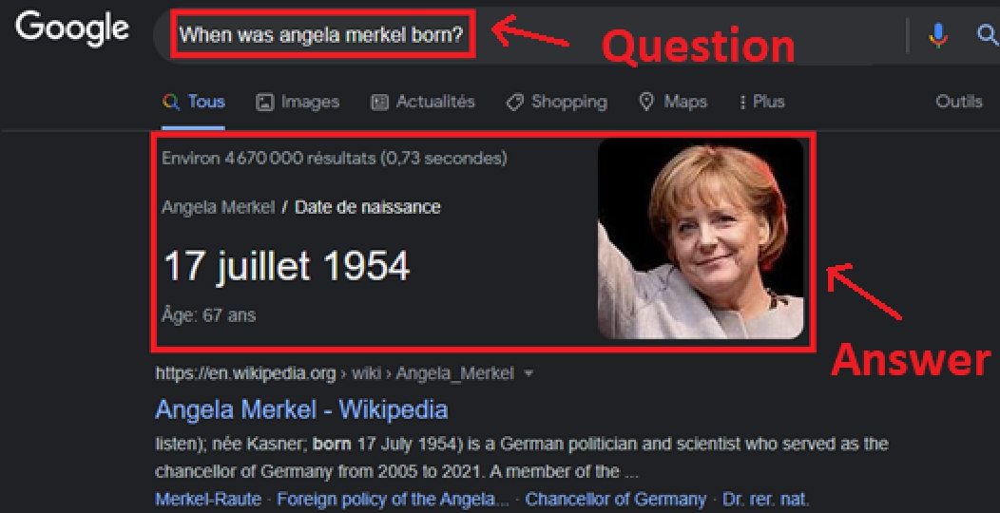 Google
When was angela merkel born?
Question
Tous Images Actualités Shopping Maps Plus Outils
Environ 4 670 000 résultats (0,73 secondes)
Angela Merkel / Date de naissance
17 juillet 1954
Âge: 67 ans
Answer
https://en.wikipedia.org › wiki › Angela_Merkel
Angela Merkel - Wikipedia
listen); née Kasner; born 17 July 1954) is a German politician and scientist who served as the
chancellor of Germany from 2005 to 2021. A member of the ...
Merkel-Raute · Foreign policy of the Angela... · Chancellor of Germany · Dr. rer. nat.